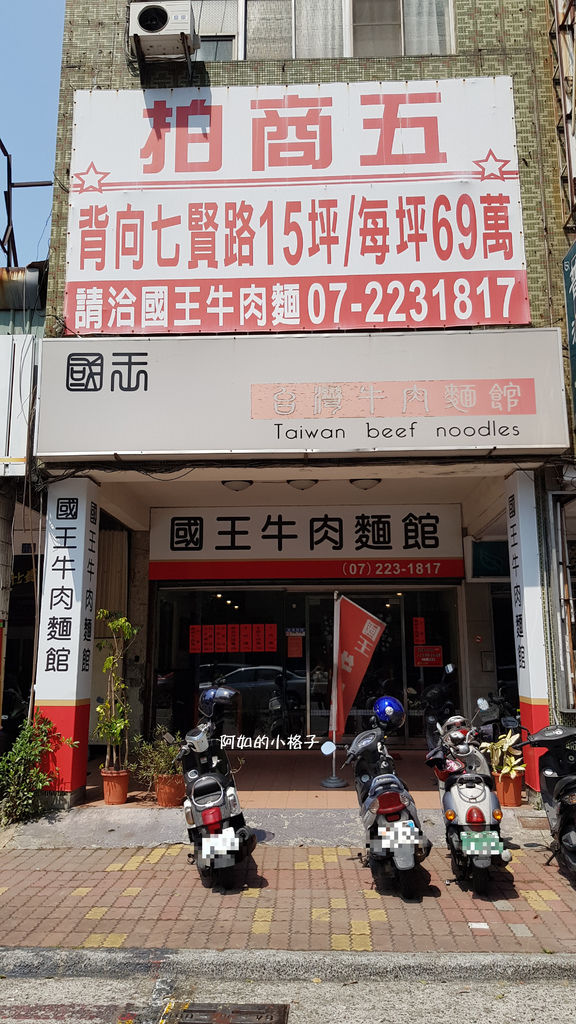 五商拍
背向七賢路15坪/每坪69萬
請洽國王牛肉麵07-2231817
國王
台灣牛肉麵館
Taiwan beef noodles
國王牛肉麵館
(07)223-1817
國王牛肉麵館
國王牛肉麵館
國王牛肉麵館
國王
阿如的小格子